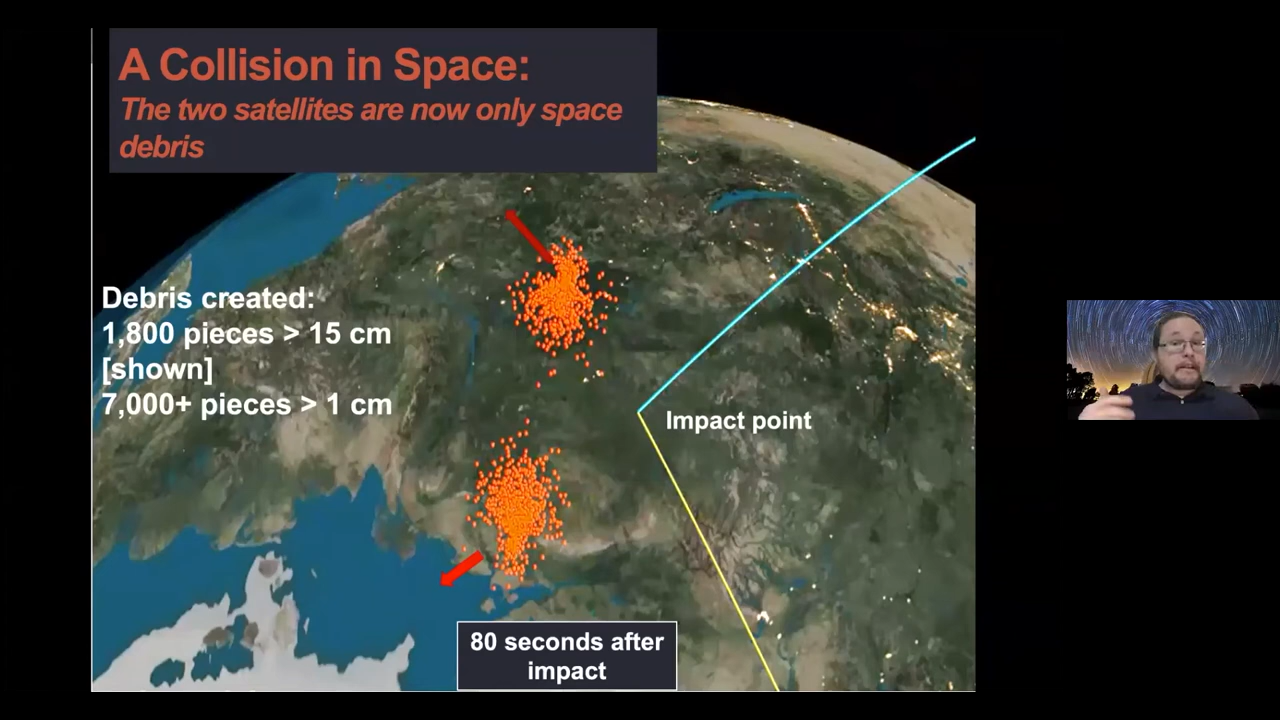 A Collision in Space:
The two satellites are now only space
debris
Debris created:
1,800 pieces > 15 cm
[shown]
7,000+ pieces > 1 cm
Impact point
80 seconds after
impact